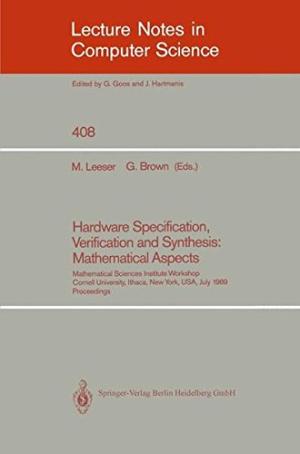 Lecture Notes in
Computer Science
Edited by G. Goos and J. Hartmanis
408
M. Leeser G. Brown (Eds.)
Hardware Specification,
Verification and Synthesis:
Mathematical Aspects
Mathematical Sciences Institute Workshop
Cornell University, Ithaca, New York, USA, July 1989
Proceedings
Springer-Verlag Berlin Heidelberg GmbH